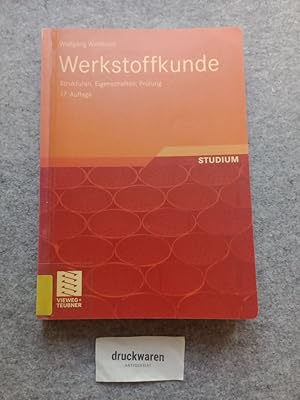 Wolfgang Weißbach
Werkstoffkunde
Strukturen, Eigenschaften, Prüfung
17. Auflage
STUDIUM
VIEWEG+
TEUBNER
druckwaren
ANTIQUARIAT